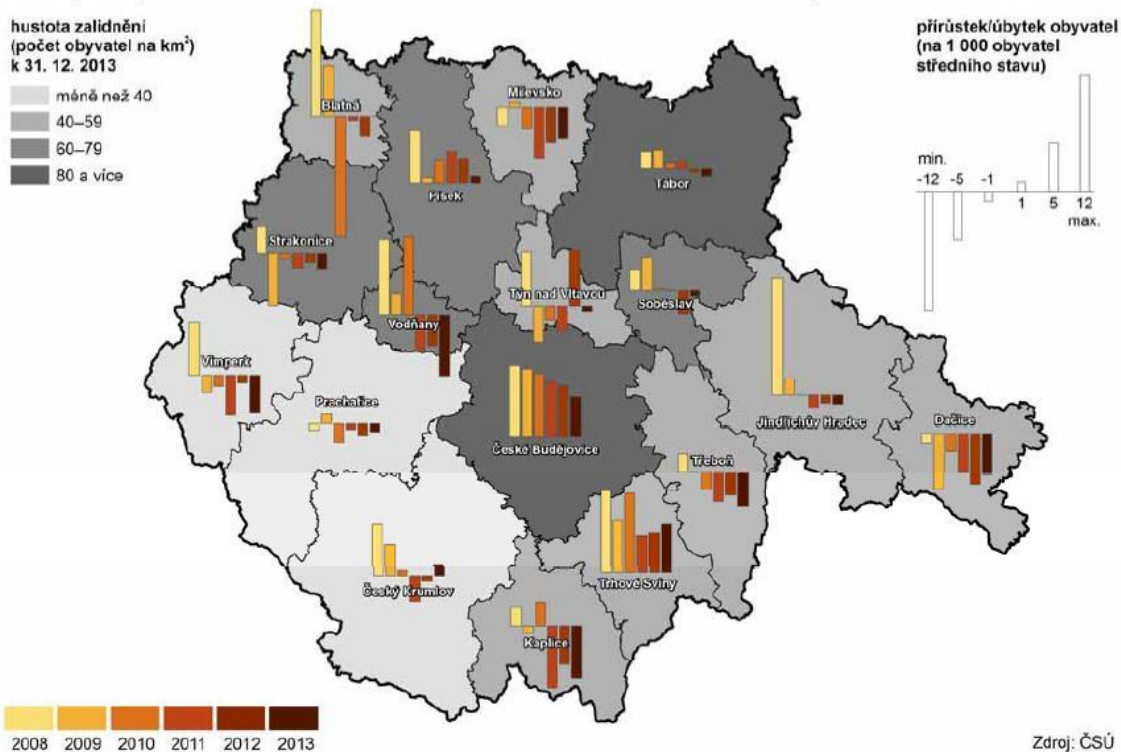 hustota zalidnění
(počet obyvatel na km²)
k 31. 12. 2013
méně než 40
40–59
60–79
80 a více
přírůstek/úbytek obyvatel
(na 1 000 obyvatel
středního stavu)
min.
-12 -5 -1
1 5 12
max.
Blatná
Milevsko
Písek
Tábor
Strakonice
Týn nad Vltavou
Soběslav
Vodňany
Vimperk
Prachatice
České Budějovice
Jindřichův Hradec
Dačice
Třeboň
Trhové Sviny
Český Krumlov
Kaplice
2008 2009 2010 2011 2012 2013
Zdroj: ČSÚ